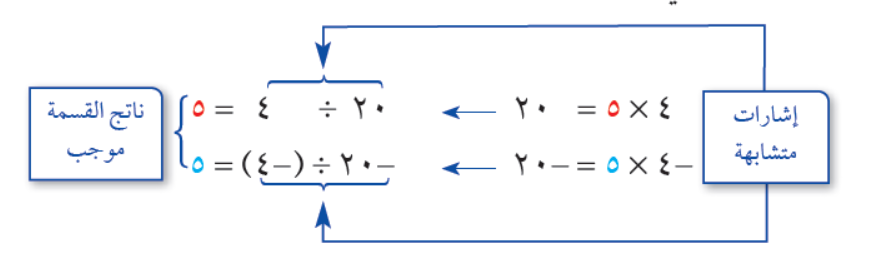 إشارات
متشابهة
٤ × ٥ = ٢٠ ← ٢٠ ÷ ٤ = ٥
−٤ × ٥ = −٢٠ ← −٢٠ ÷ (−٤) = ٥
ناتج القسمة
موجب